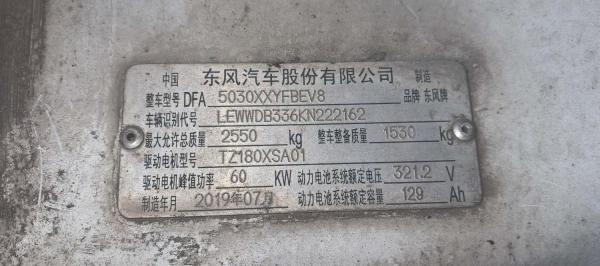 中国 东风汽车股份有限公司 制造
整车型号 DFA 5030XXYFBEV8 品牌 东风牌
车辆识别代号 LEWWDB336KN222162
最大允许总质量 2550 kg 整车整备质量 1530 kg
驱动电机型号 TZ180XSA01
驱动电机峰值功率 60 KW 动力电池系统额定电压 321.2 V
制造年月 2019年07月 动力电池系统额定容量 129 Ah